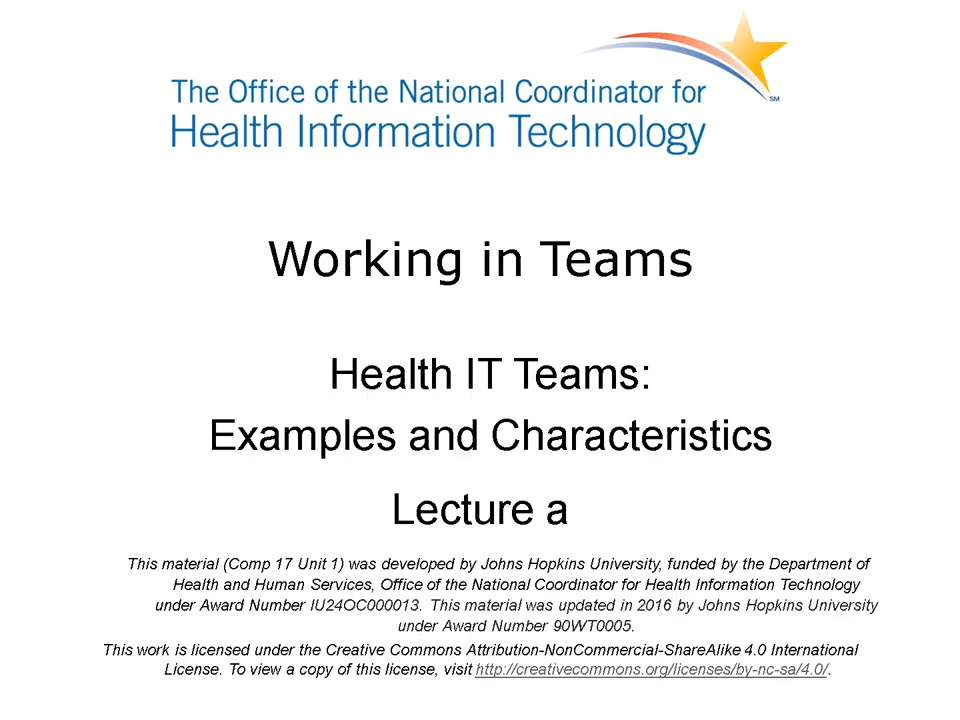 The Office of the National Coordinator for
Health Information Technology
SM
Working in Teams
Health IT Teams:
Examples and Characteristics
Lecture a
This material (Comp 17 Unit 1) was developed by Johns Hopkins University, funded by the Department of
Health and Human Services, Office of the National Coordinator for Health Information Technology
under Award Number IU24OC000013. This material was updated in 2016 by Johns Hopkins University
under Award Number 90WT0005.
This work is licensed under the Creative Commons Attribution-NonCommercial-ShareAlike 4.0 International
License. To view a copy of this license, visit http://creativecommons.org/licenses/by-nc-sa/4.0/.